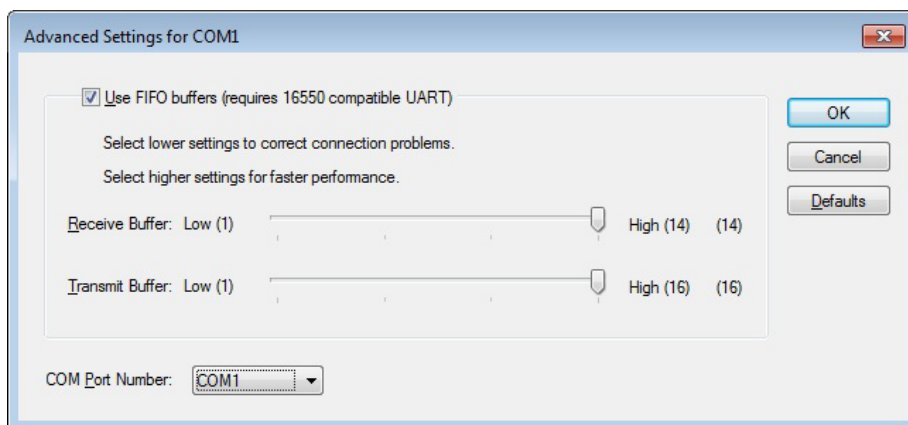 Advanced Settings for COM1
Use FIFO buffers (requires 16550 compatible UART)
OK
Select lower settings to correct connection problems.
Cancel
Select higher settings for faster performance.
Defaults
Receive Buffer: Low (1) High (14) (14)
Transmit Buffer: Low (1) High (16) (16)
COM Port Number: COM1